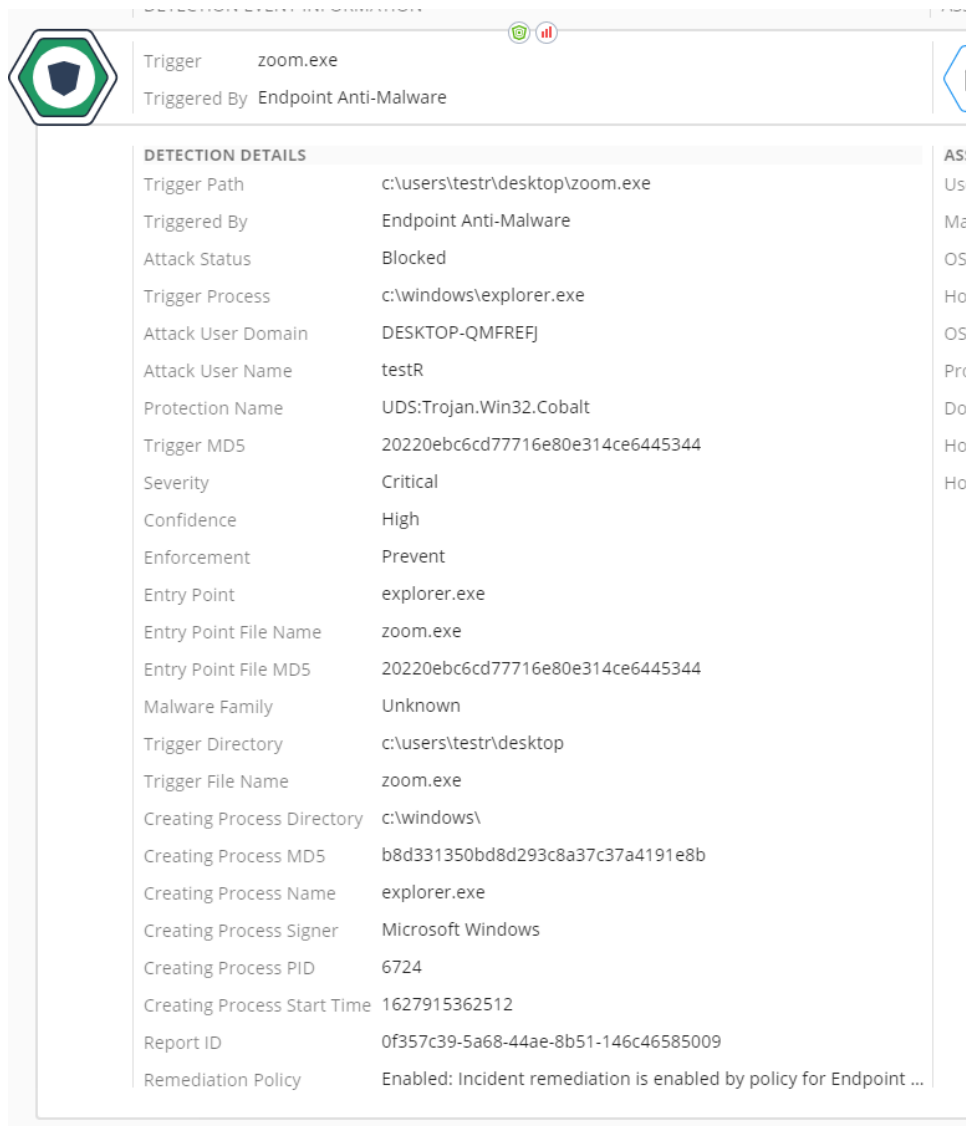 DETECTION EVENT INFORMATION
Trigger zoom.exe
Triggered By Endpoint Anti-Malware
DETECTION DETAILS
Trigger Path c:\users\testr\desktop\zoom.exe
Triggered By Endpoint Anti-Malware
Attack Status Blocked
Trigger Process c:\windows\explorer.exe
Attack User Domain DESKTOP-QMFREFJ
Attack User Name testR
Protection Name UDS:Trojan.Win32.Cobalt
Trigger MD5 20220ebc6cd77716e80e314ce6445344
Severity Critical
Confidence High
Enforcement Prevent
Entry Point explorer.exe
Entry Point File Name zoom.exe
Entry Point File MD5 20220ebc6cd77716e80e314ce6445344
Malware Family Unknown
Trigger Directory c:\users\testr\desktop
Trigger File Name zoom.exe
Creating Process Directory c:\windows\
Creating Process MD5 b8d331350bd8d293c8a37c37a4191e8b
Creating Process Name explorer.exe
Creating Process Signer Microsoft Windows
Creating Process PID 6724
Creating Process Start Time 1627915362512
Report ID 0f357c39-5a68-44ae-8b51-146c46585009
Remediation Policy Enabled: Incident remediation is enabled by policy for Endpoint ...